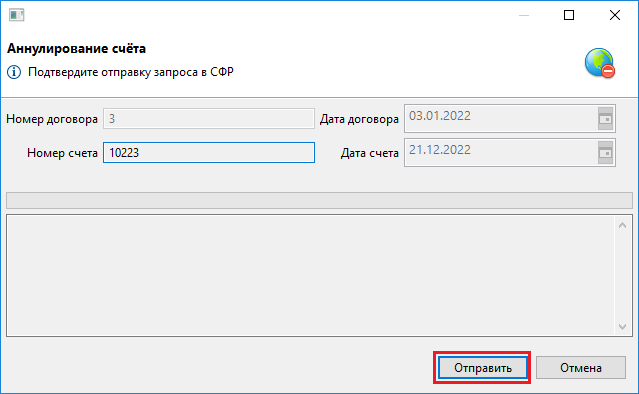 Аннулирование счёта
Подтвердите отправку запроса в СФР
Номер договора 3 Дата договора 03.01.2022
Номер счета 10223 Дата счета 21.12.2022
Отправить Отмена